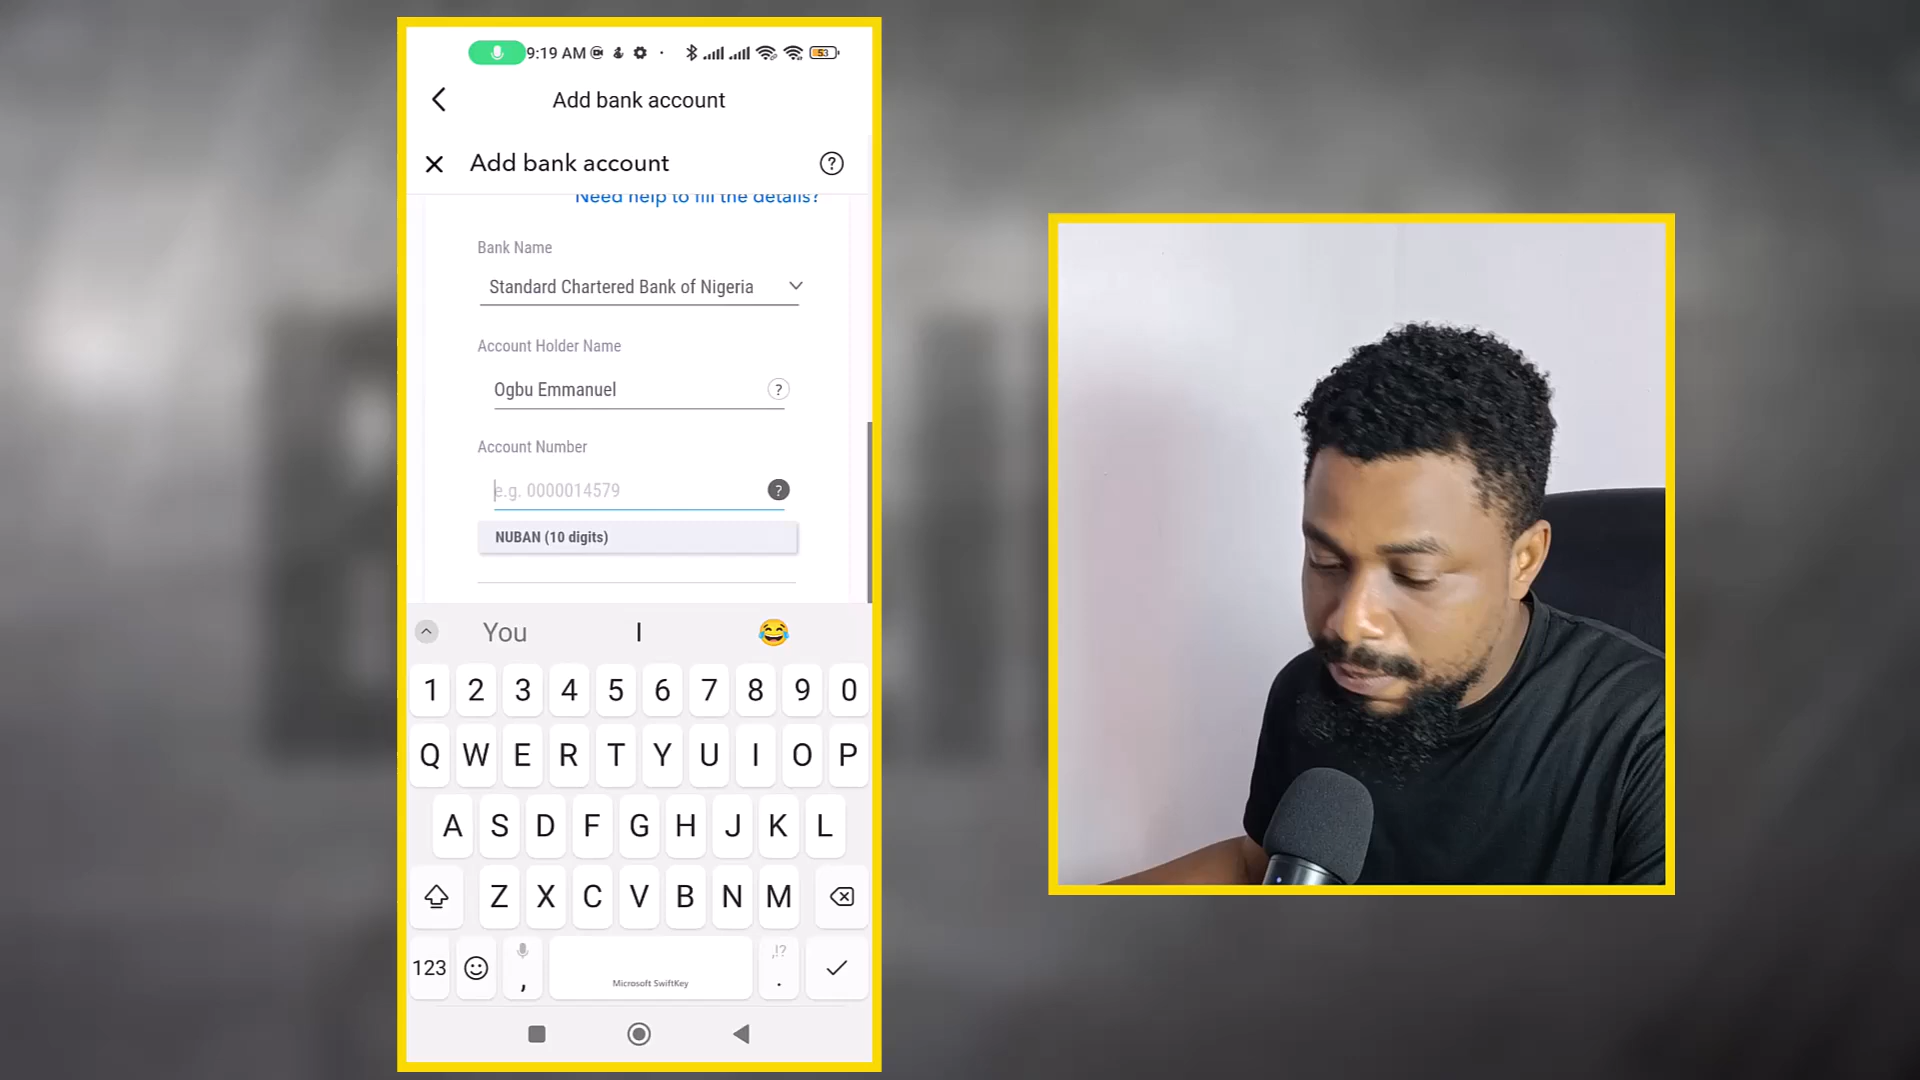 9:19 AM
53
Add bank account
Add bank account
?
Need help to fill the details?
Bank Name
Standard Chartered Bank of Nigeria
Account Holder Name
Ogbu Emmanuel
?
Account Number
e.g. 0000014579
?
NUBAN (10 digits)
You
I
1 2 3 4 5 6 7 8 9 0
Q W E R T Y U I O P
A S D F G H J K L
Z X C V B N M
,!?
123
,
Microsoft SwiftKey
.